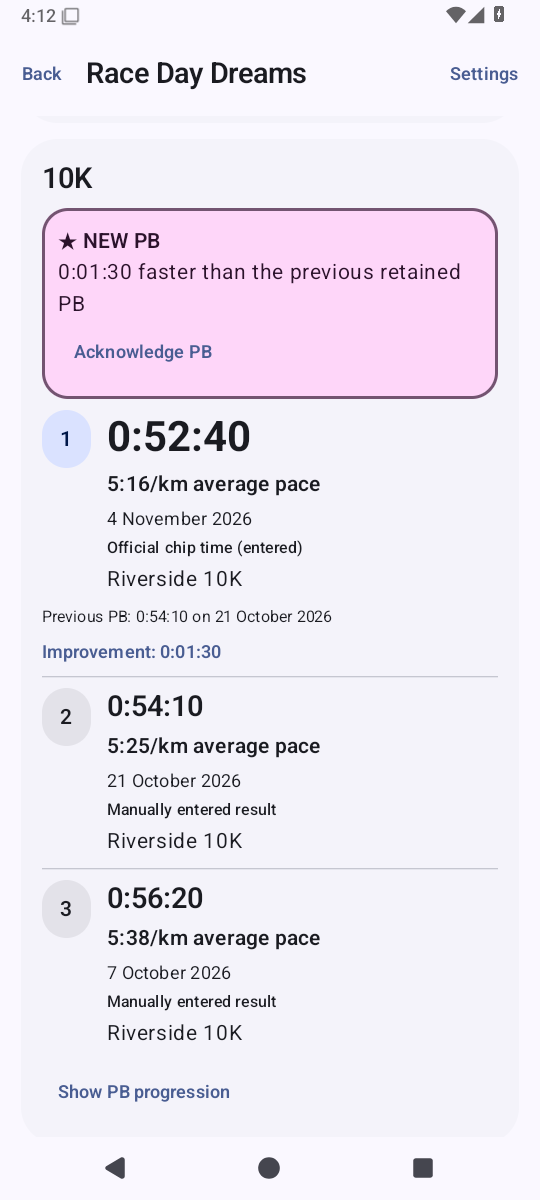 4:12
Back Race Day Dreams Settings
10K
★ NEW PB
0:01:30 faster than the previous retained
PB
Acknowledge PB
1 0:52:40
5:16/km average pace
4 November 2026
Official chip time (entered)
Riverside 10K
Previous PB: 0:54:10 on 21 October 2026
Improvement: 0:01:30
2 0:54:10
5:25/km average pace
21 October 2026
Manually entered result
Riverside 10K
3 0:56:20
5:38/km average pace
7 October 2026
Manually entered result
Riverside 10K
Show PB progression